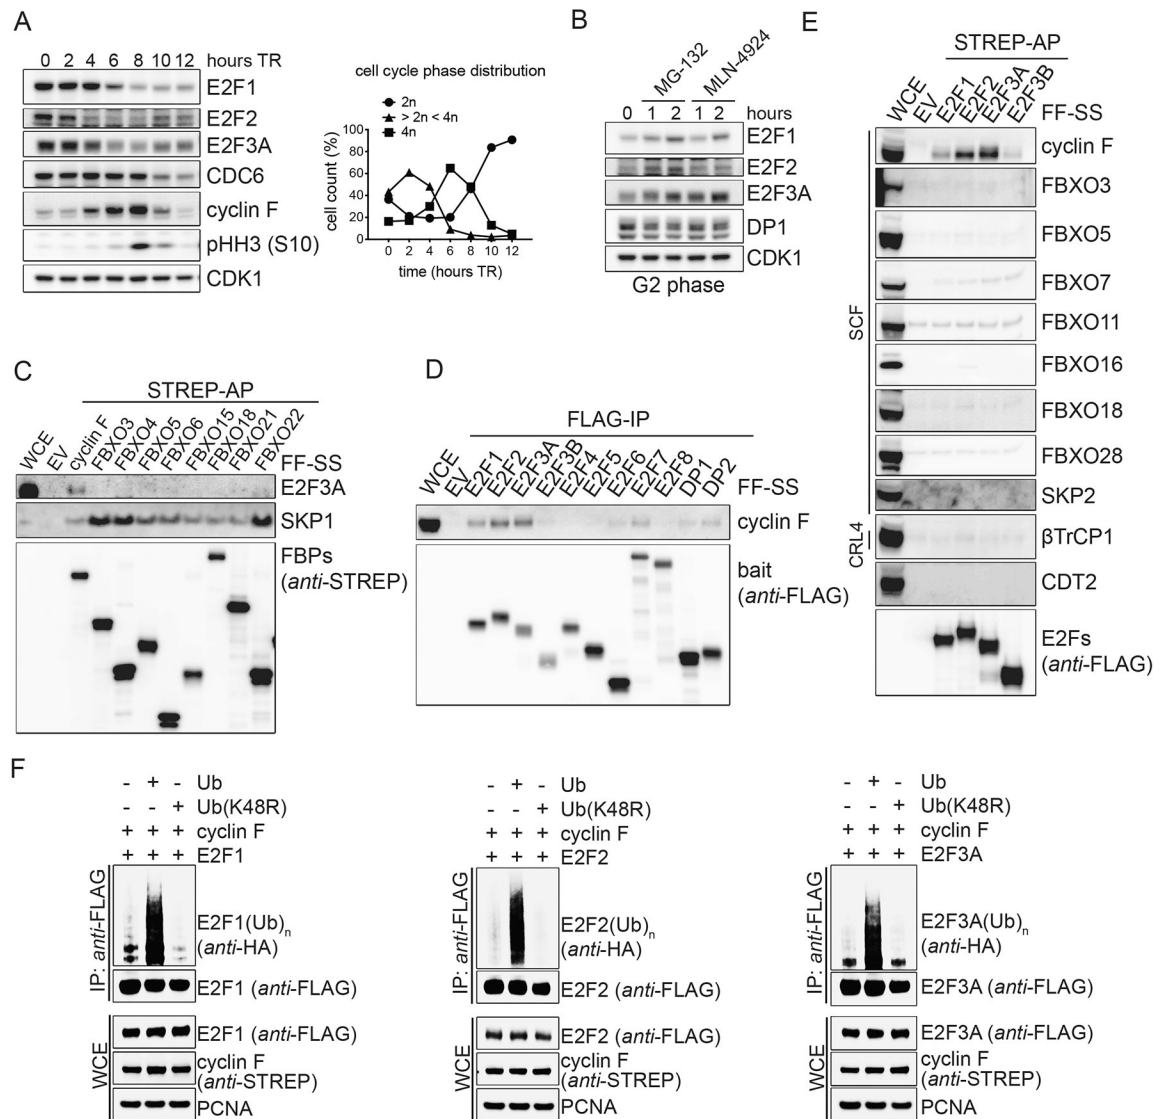 A
0 2 4 6 8 10 12 hours TR
E2F1
E2F2
E2F3A
CDC6
cyclin F
pHH3 (S10)
CDK1
cell cycle phase distribution
2n
> 2n < 4n
4n
cell count (%)
100
80
60
40
20
0
0 2 4 6 8 10 12
time (hours TR)
B
MG-132
MLN-4924
0 1 2 1 2 hours
E2F1
E2F2
E2F3A
DP1
CDK1
G2 phase
C
STREP-AP
WCE EV cyclin F FBXO3 FBXO4 FBXO5 FBXO6 FBXO15 FBXO18 FBXO21 FBXO22 FF-SS
E2F3A
SKP1
FBPs
(anti-STREP)
D
FLAG-IP
WCE EV E2F1 E2F2 E2F3A E2F3B E2F4 E2F5 E2F6 E2F7 E2F8 DP1 DP2 FF-SS
cyclin F
bait
(anti-FLAG)
E
STREP-AP
WCE EV E2F1 E2F2 E2F3A E2F3B FF-SS
cyclin F
FBXO3
FBXO5
FBXO7
SCF
FBXO11
FBXO16
FBXO18
FBXO28
SKP2
CRL4
βTrCP1
CDT2
E2Fs
(anti-FLAG)
F
- + - Ub
- - + Ub(K48R)
+ + + cyclin F
+ + + E2F1
IP: anti-FLAG
E2F1(Ub)n
(anti-HA)
E2F1 (anti-FLAG)
WCE
E2F1 (anti-FLAG)
cyclin F
(anti-STREP)
PCNA
- + - Ub
- - + Ub(K48R)
+ + + cyclin F
+ + + E2F2
IP: anti-FLAG
E2F2(Ub)n
(anti-HA)
E2F2 (anti-FLAG)
WCE
E2F2 (anti-FLAG)
cyclin F
(anti-STREP)
PCNA
- + - Ub
- - + Ub(K48R)
+ + + cyclin F
+ + + E2F3A
IP: anti-FLAG
E2F3A(Ub)n
(anti-HA)
E2F3A (anti-FLAG)
WCE
E2F3A (anti-FLAG)
cyclin F
(anti-STREP)
PCNA